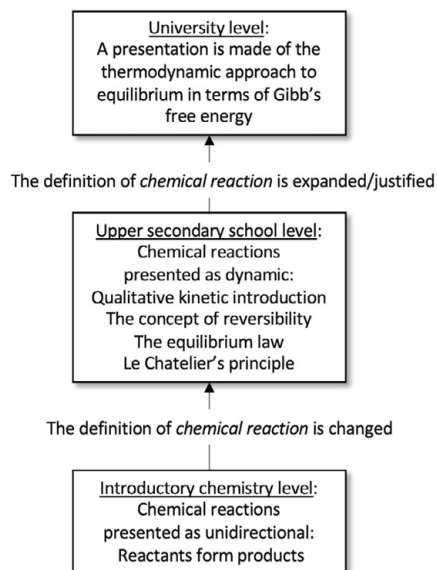 University level:
A presentation is made of the
thermodynamic approach to
equilibrium in terms of Gibb's
free energy
The definition of chemical reaction is expanded/justified
Upper secondary school level:
Chemical reactions
presented as dynamic:
Qualitative kinetic introduction
The concept of reversibility
The equilibrium law
Le Chatelier's principle
The definition of chemical reaction is changed
Introductory chemistry level:
Chemical reactions
presented as unidirectional:
Reactants form products